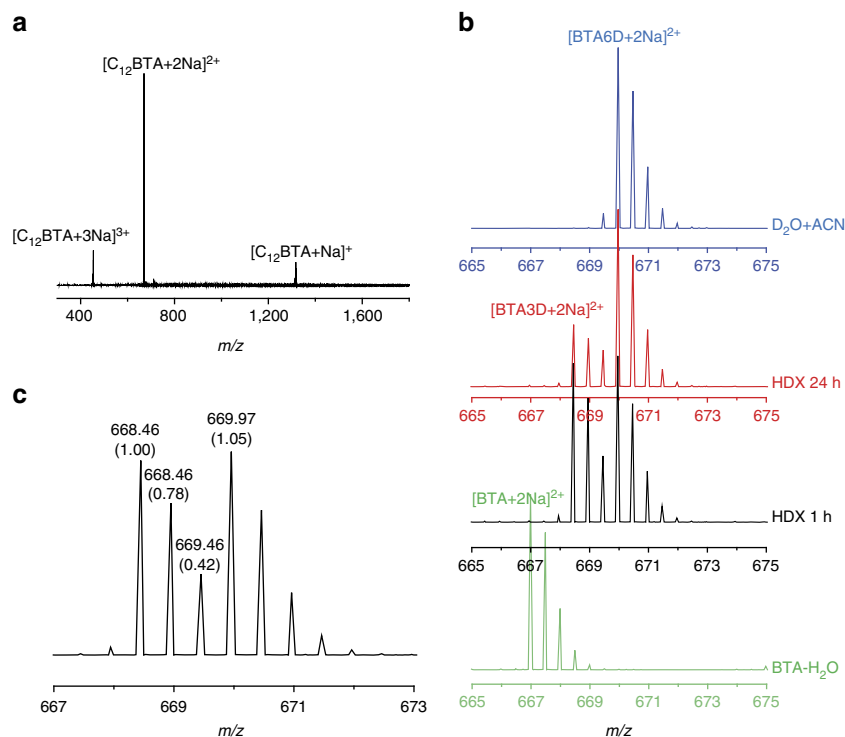 a
[C₁₂BTA+2Na]²⁺
[C₁₂BTA+3Na]³⁺
[C₁₂BTA+Na]⁺
400 800 1,200 1,600
m/z
b
[BTA6D+2Na]²⁺
D₂O+ACN
665 667 669 671 673 675
[BTA3D+2Na]²⁺
HDX 24 h
665 667 669 671 673 675
[BTA+2Na]²⁺
HDX 1 h
665 667 669 671 673 675
BTA-H₂O
665 667 669 671 673 675
m/z
c
668.46
(1.00)
668.46
(0.78)
669.46
(0.42)
669.97
(1.05)
667 669 671 673
m/z